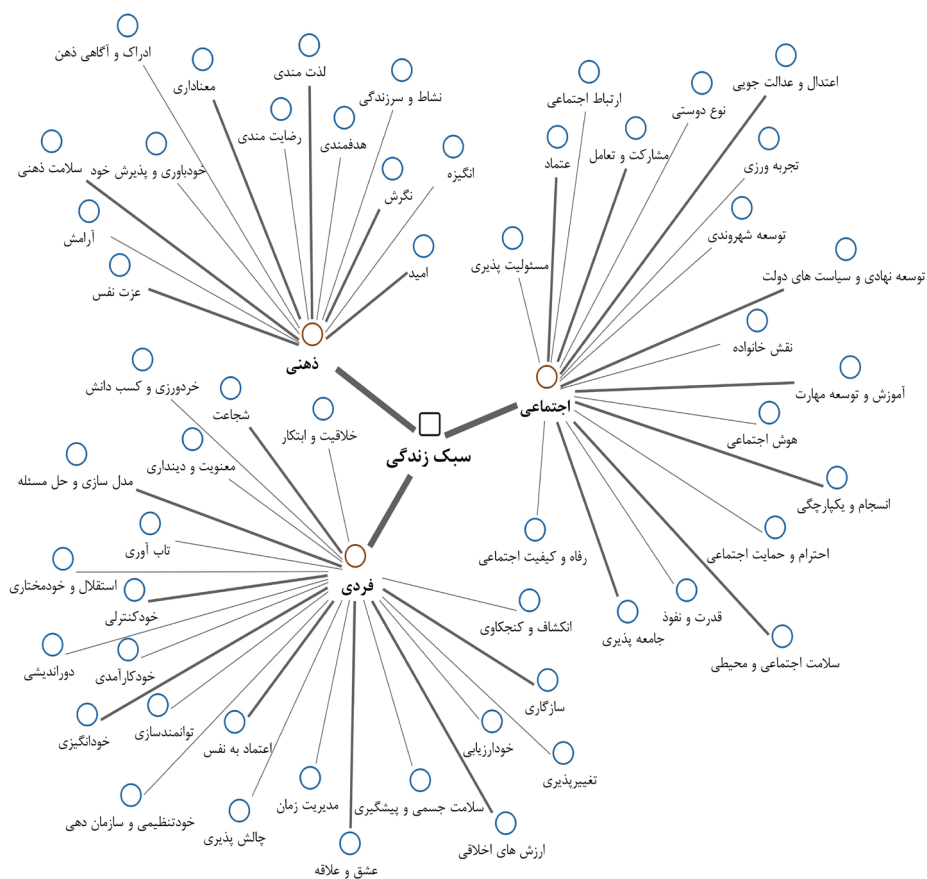 ادراک و آگاهی ذهن
معناداری
لذت مندی
نشاط و سرزندگی
رضایت مندی
هدفمندی
انگیزه
نگرش
سلامت ذهنی
خودباوری و پذیرش خود
آرامش
عزت نفس
امید
ذهنی
ارتباط اجتماعی
نوع دوستی
اعتدال و عدالت جویی
عتماد
مشارکت و تعامل
تجربه ورزی
توسعه شهروندی
مسئولیت پذیری
توسعه نهادی و سیاست های دولت
نقش خانواده
آموزش و توسعه مهارت
اجتماعی
هوش اجتماعی
انسجام و یکپارچگی
احترام و حمایت اجتماعی
رفاه و کیفیت اجتماعی
قدرت و نفوذ
جامعه پذیری
سلامت اجتماعی و محیطی
سبک زندگی
خردورزی و کسب دانش
شجاعت
خلاقیت و ابتکار
معنویت و دینداری
مدل سازی و حل مسئله
تاب آوری
استقلال و خودمختاری
فردی
خودکنترلی
انکشاف و کنجکاوی
دوراندیشی
خودکارآمدی
سازگاری
خودانگیزی
توانمندسازی
اعتماد به نفس
خودارزیابی
تغییرپذیری
خودتنظیمی و سازمان دهی
چالش پذیری
مدیریت زمان
سلامت جسمی و پیشگیری
عشق و علاقه
ارزش های اخلاقی